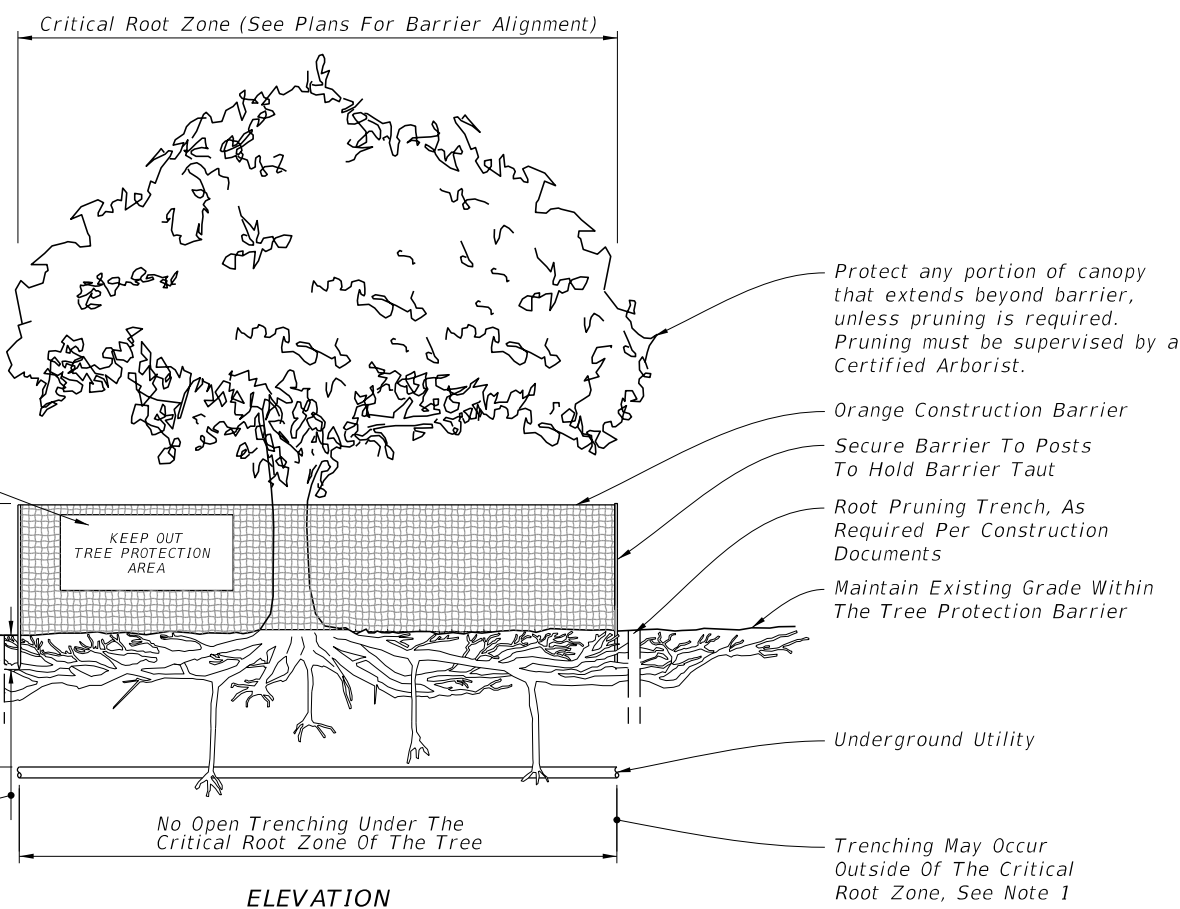 Critical Root Zone (See Plans For Barrier Alignment)
Protect any portion of canopy
that extends beyond barrier,
unless pruning is required.
Pruning must be supervised by a
Certified Arborist.
Orange Construction Barrier
Secure Barrier To Posts
To Hold Barrier Taut
Root Pruning Trench, As
Required Per Construction
Documents
KEEP OUT
TREE PROTECTION
AREA
Maintain Existing Grade Within
The Tree Protection Barrier
Underground Utility
No Open Trenching Under The
Critical Root Zone Of The Tree
Trenching May Occur
Outside Of The Critical
Root Zone, See Note 1
ELEVATION